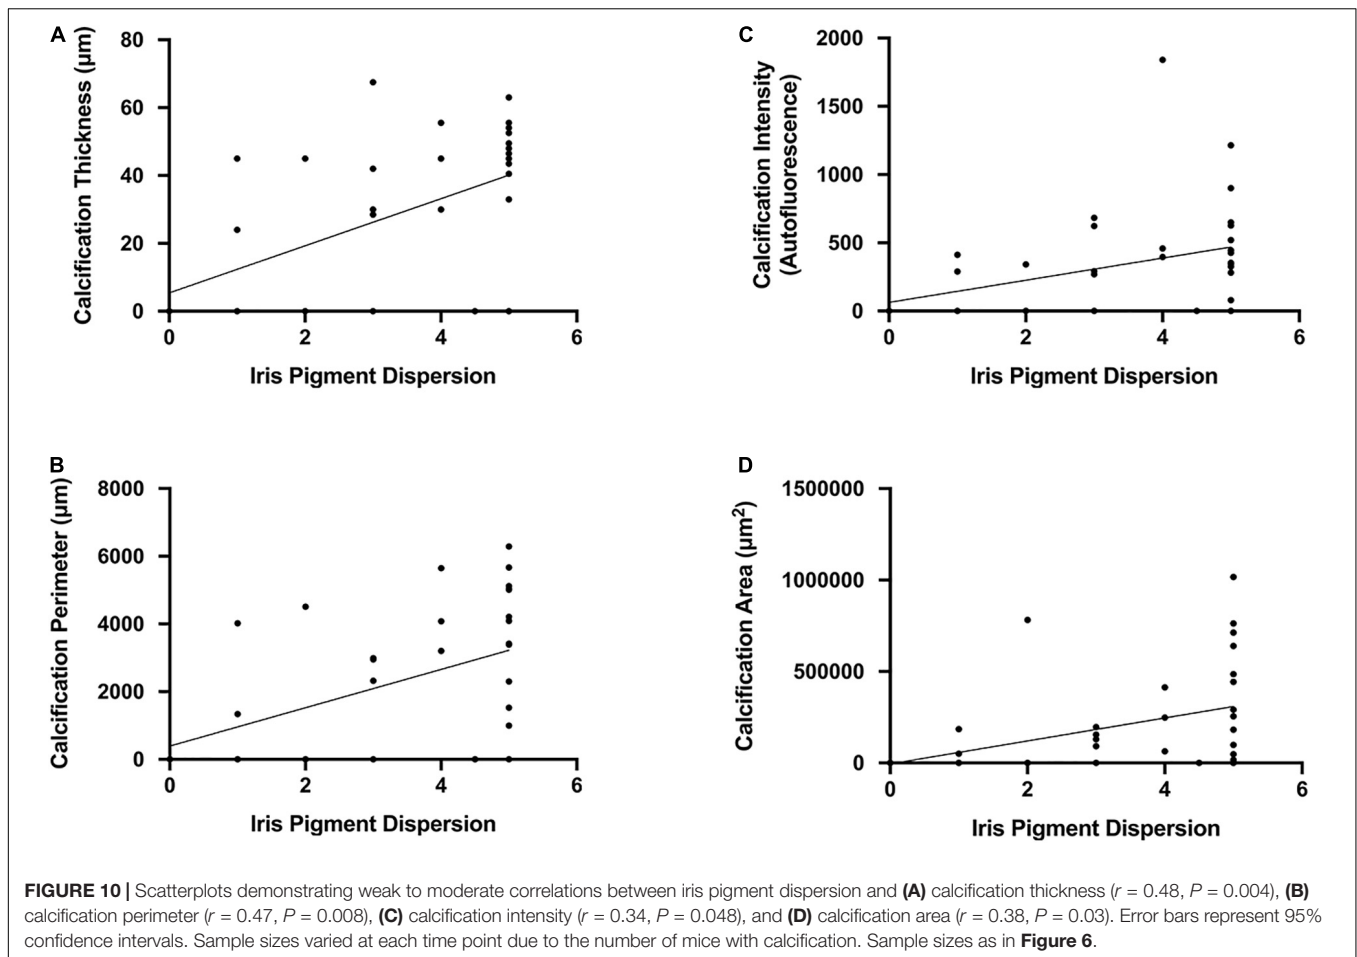 A
Calcification Thickness (µm)
80
60
40
20
0
0 2 4 6
Iris Pigment Dispersion
C
Calcification Intensity
(Autofluorescence)
2000
1500
1000
500
0
0 2 4 6
Iris Pigment Dispersion
B
Calcification Perimeter (µm)
8000
6000
4000
2000
0
0 2 4 6
Iris Pigment Dispersion
D
Calcification Area (µm²)
1500000
1000000
500000
0
0 2 4 6
Iris Pigment Dispersion
FIGURE 10 | Scatterplots demonstrating weak to moderate correlations between iris pigment dispersion and (A) calcification thickness (r = 0.48, P = 0.004), (B)
calcification perimeter (r = 0.47, P = 0.008), (C) calcification intensity (r = 0.34, P = 0.048), and (D) calcification area (r = 0.38, P = 0.03). Error bars represent 95%
confidence intervals. Sample sizes varied at each time point due to the number of mice with calcification. Sample sizes as in Figure 6.